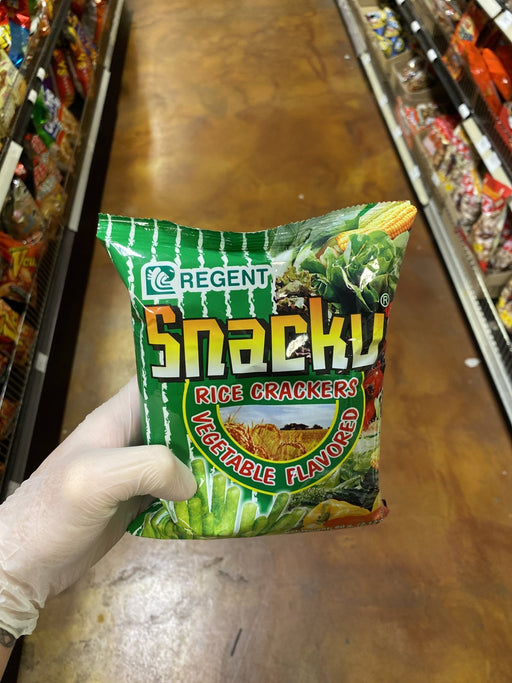 REGENT
Snacku®
RICE CRACKERS
VEGETABLE FLAVORED